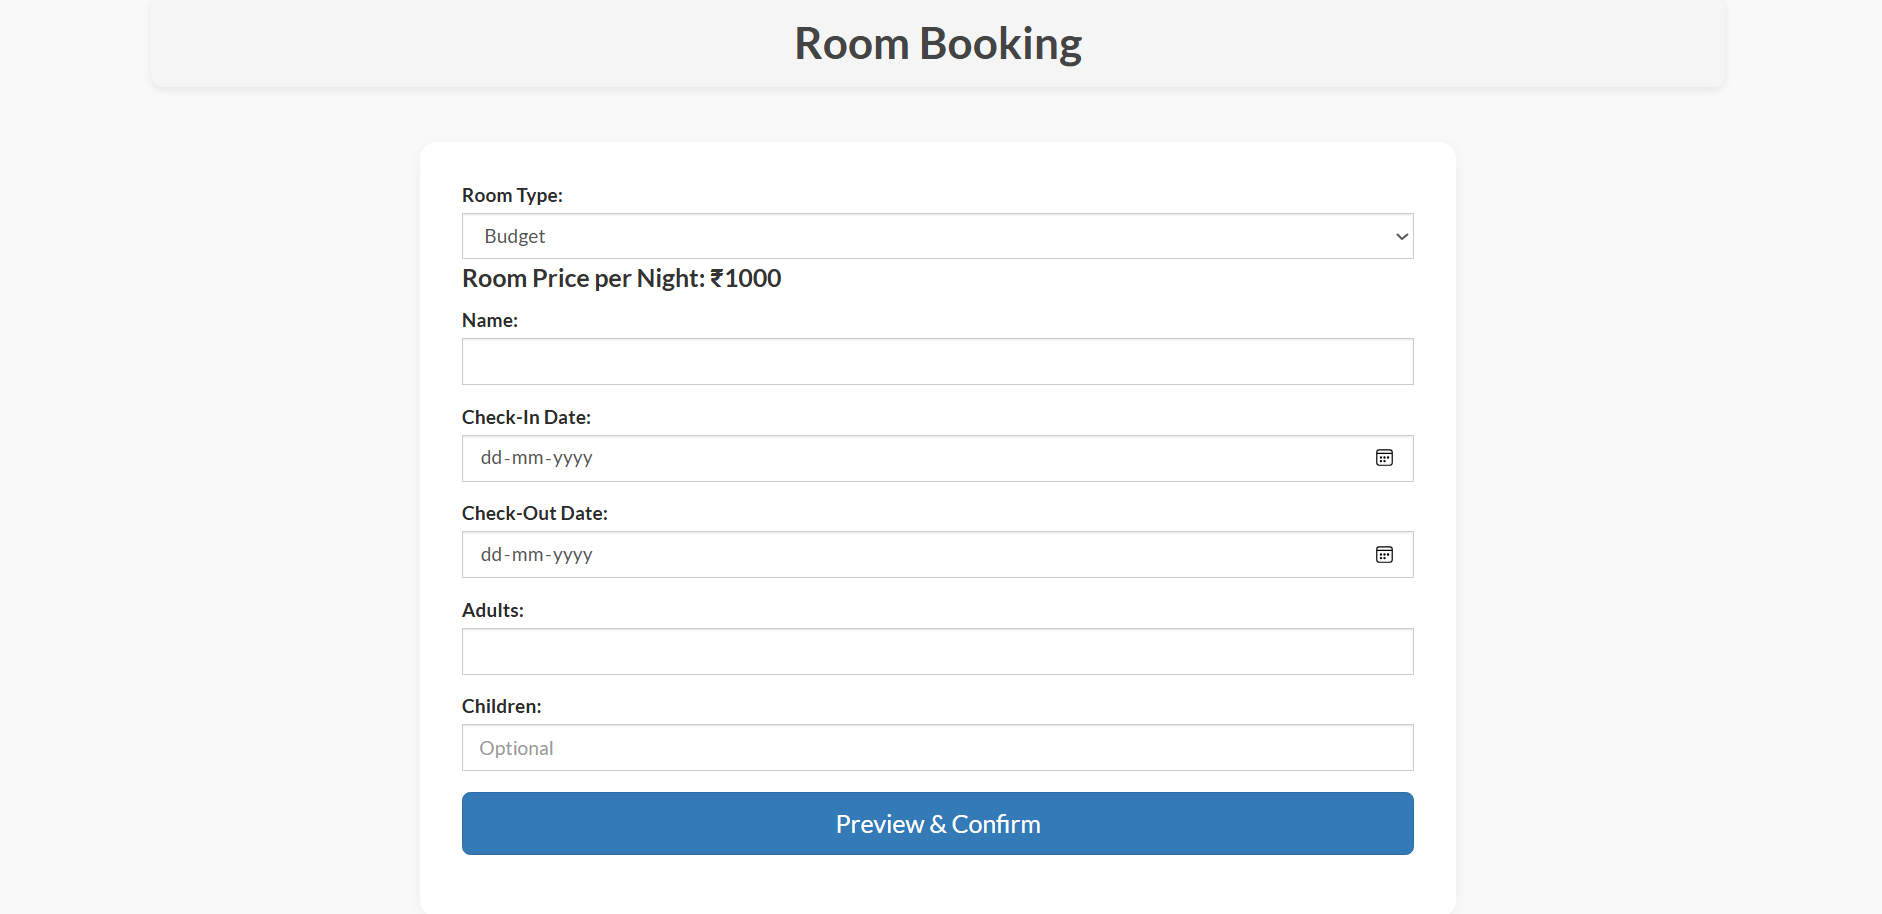 Room Booking
Room Type:
Budget
Room Price per Night: ₹1000
Name:
Check-In Date:
dd-mm-yyyy
Check-Out Date:
dd-mm-yyyy
Adults:
Children:
Optional
Preview & Confirm